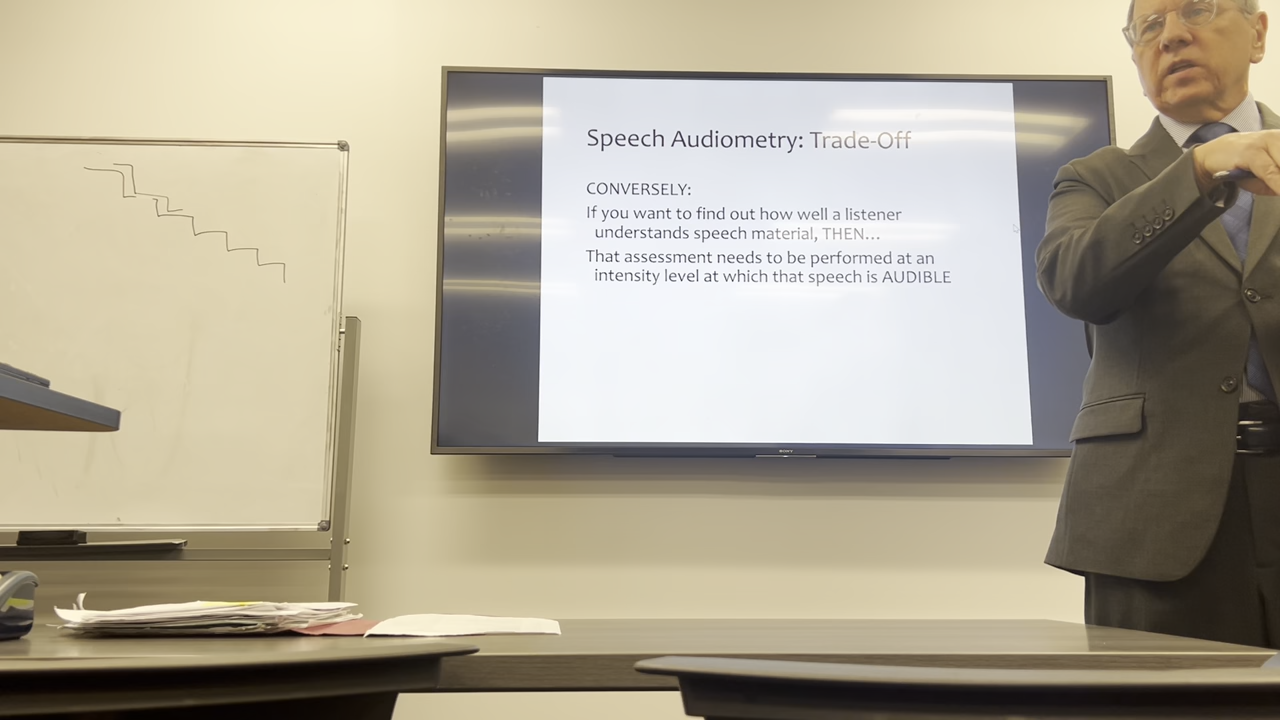 Speech Audiometry: Trade-Off
CONVERSELY:
If you want to find out how well a listener
understands speech material, THEN...
That assessment needs to be performed at an
intensity level at which that speech is AUDIBLE
SONY